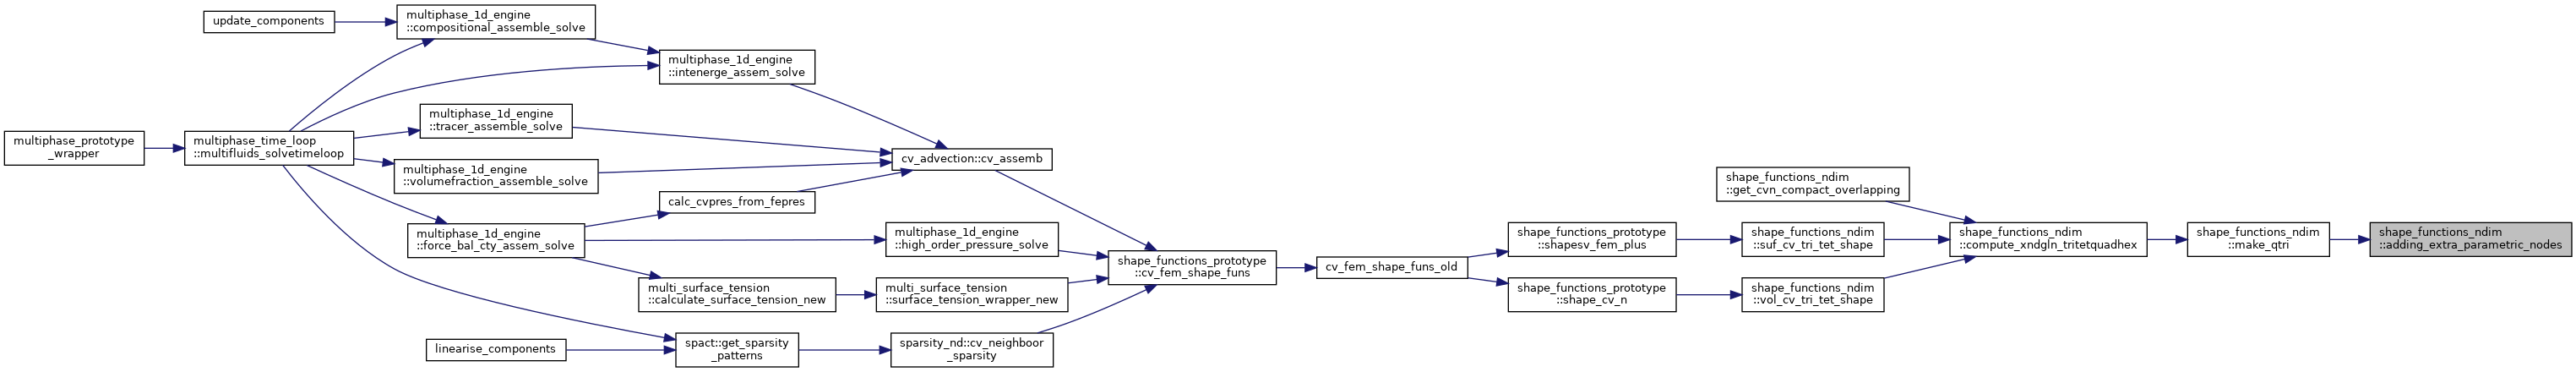 update_components
multiphase_1d_engine
::compositional_assemble_solve
multiphase_1d_engine
::intenerge_assem_solve
multiphase_prototype
_wrapper
multiphase_time_loop
::multifluids_solvetimeloop
multiphase_1d_engine
::tracer_assemble_solve
multiphase_1d_engine
::volumefraction_assemble_solve
cv_advection::cv_assemb
calc_cvpres_from_fepres
multiphase_1d_engine
::force_bal_cty_assem_solve
multiphase_1d_engine
::high_order_pressure_solve
multi_surface_tension
::calculate_surface_tension_new
multi_surface_tension
::surface_tension_wrapper_new
linearise_components
spact::get_sparsity
_patterns
sparsity_nd::cv_neighboor
_sparsity
shape_functions_prototype
::cv_fem_shape_funs
cv_fem_shape_funs_old
shape_functions_prototype
::shapesv_fem_plus
shape_functions_prototype
::shape_cv_n
shape_functions_ndim
::get_cvn_compact_overlapping
shape_functions_ndim
::suf_cv_tri_tet_shape
shape_functions_ndim
::vol_cv_tri_tet_shape
shape_functions_ndim
::compute_xndgln_tritetquadhex
shape_functions_ndim
::make_qtri
shape_functions_ndim
::adding_extra_parametric_nodes